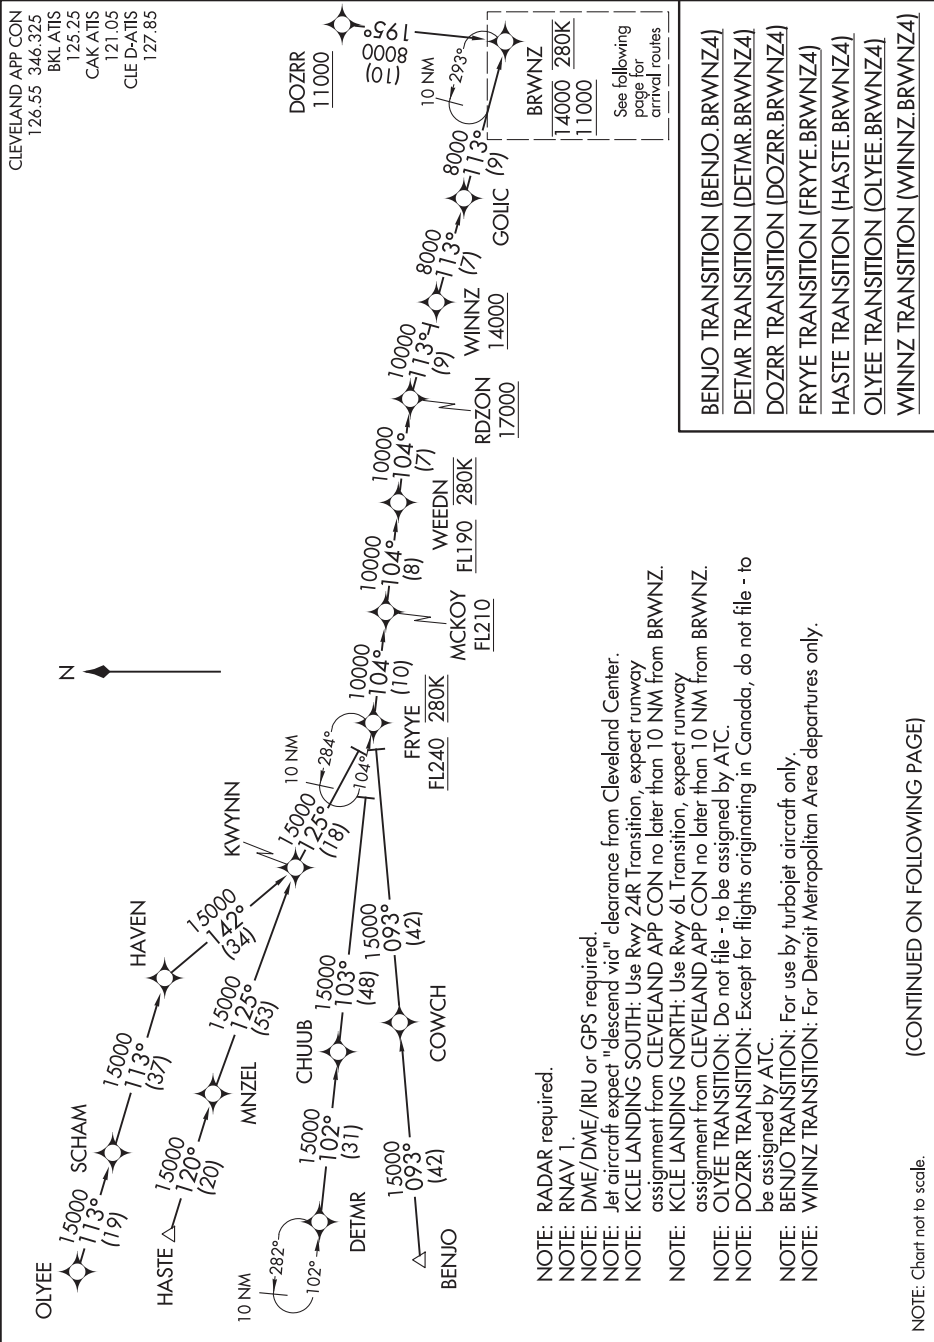 CLEVELAND APP CON
126.55 346.325
BKL ATIS
125.25
CAK ATIS
121.05
CLE D-ATIS
127.85
N
OLYEE
15000
113°
(19)
SCHAM
15000
113°
(37)
HAVEN
15000
142°
(34)
KWYNN
15000
125°
(18)
10 NM
284°
104°
HASTE
15000
120°
(20)
MNZEL
15000
125°
(53)
10 NM
282°
102°
DETMR
15000
102°
(31)
CHUUB
15000
103°
(48)
BENJO
15000
093°
(42)
COWCH
15000
093°
(42)
FRYYE
FL240 280K
10000
104°
(10)
MCKOY
FL210
10000
104°
(8)
WEEDN
FL190 280K
10000
104°
(7)
RDZON
17000
10000
113°
(9)
WINNZ
14000
8000
113°
(7)
GOLIC
8000
113°
(9)
DOZRR
11000
195°
8000
(10)
10 NM
293°
BRWNZ
14000 280K
11000
See following
page for
arrival routes
NOTE: RADAR required.
NOTE: RNAV 1.
NOTE: DME/DME/IRU or GPS required.
NOTE: Jet aircraft expect "descend via" clearance from Cleveland Center.
NOTE: KCLE LANDING SOUTH: Use Rwy 24R Transition, expect runway
assignment from CLEVELAND APP CON no later than 10 NM from BRWNZ.
NOTE: KCLE LANDING NORTH: Use Rwy 6L Transition, expect runway
assignment from CLEVELAND APP CON no later than 10 NM from BRWNZ.
NOTE: OLYEE TRANSITION: Do not file - to be assigned by ATC.
NOTE: DOZRR TRANSITION: Except for flights originating in Canada, do not file - to
be assigned by ATC.
NOTE: BENJO TRANSITION: For use by turbojet aircraft only.
NOTE: WINNZ TRANSITION: For Detroit Metropolitan Area departures only.
BENJO TRANSITION (BENJO.BRWNZ4)
DETMR TRANSITION (DETMR.BRWNZ4)
DOZRR TRANSITION (DOZRR.BRWNZ4)
FRYYE TRANSITION (FRYYE.BRWNZ4)
HASTE TRANSITION (HASTE.BRWNZ4)
OLYEE TRANSITION (OLYEE.BRWNZ4)
WINNZ TRANSITION (WINNZ.BRWNZ4)
(CONTINUED ON FOLLOWING PAGE)
NOTE: Chart not to scale.